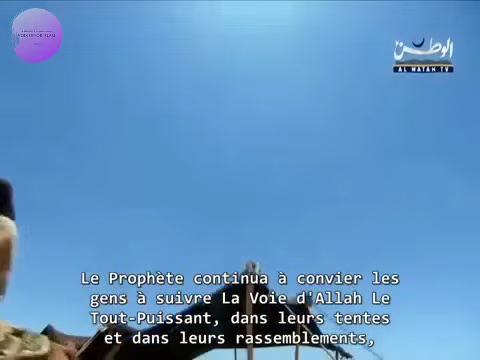 الوطن
AL WATAN TV
Le Prophète continua à convier les
gens à suivre La Voie d'Allah Le
Tout-Puissant, dans leurs tentes
et dans leurs rassemblements,